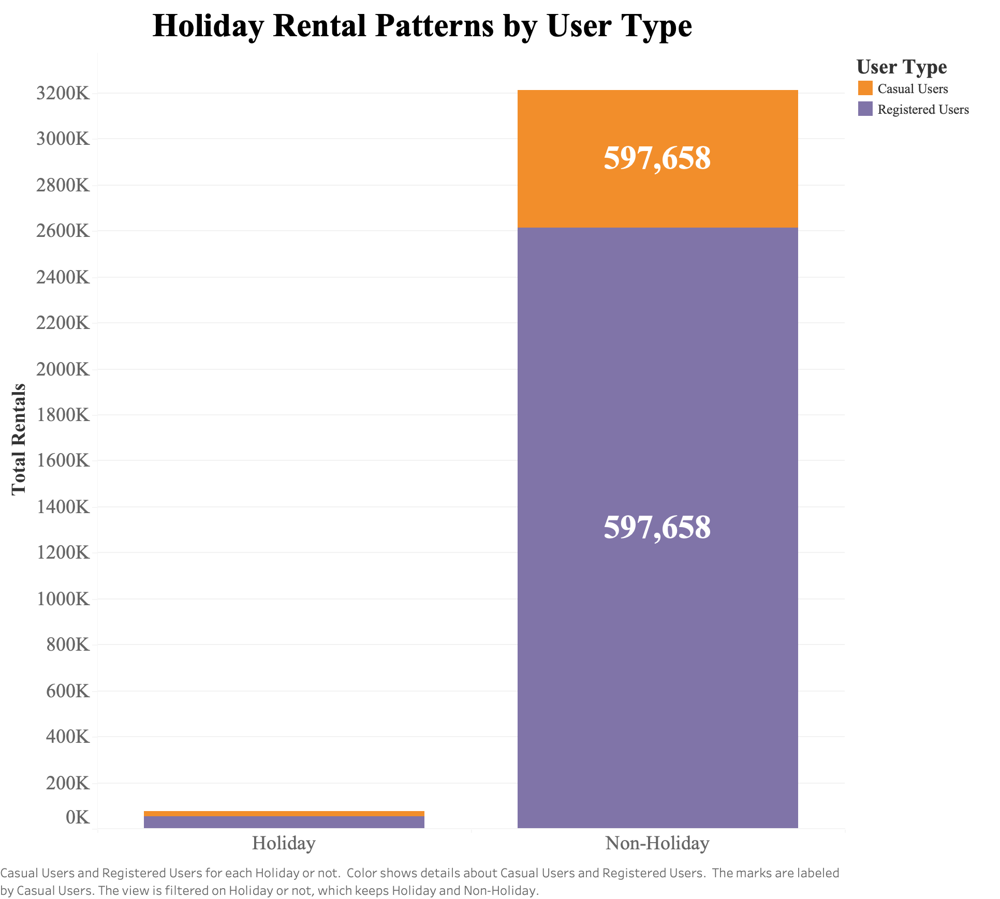 Holiday Rental Patterns by User Type
User Type
Casual Users
Registered Users
Total Rentals
3200K
3000K
2800K
2600K
2400K
2200K
2000K
1800K
1600K
1400K
1200K
1000K
800K
600K
400K
200K
0K
597,658
597,658
Holiday
Non-Holiday
Casual Users and Registered Users for each Holiday or not.  Color shows details about Casual Users and Registered Users.  The marks are labeled
by Casual Users. The view is filtered on Holiday or not, which keeps Holiday and Non-Holiday.